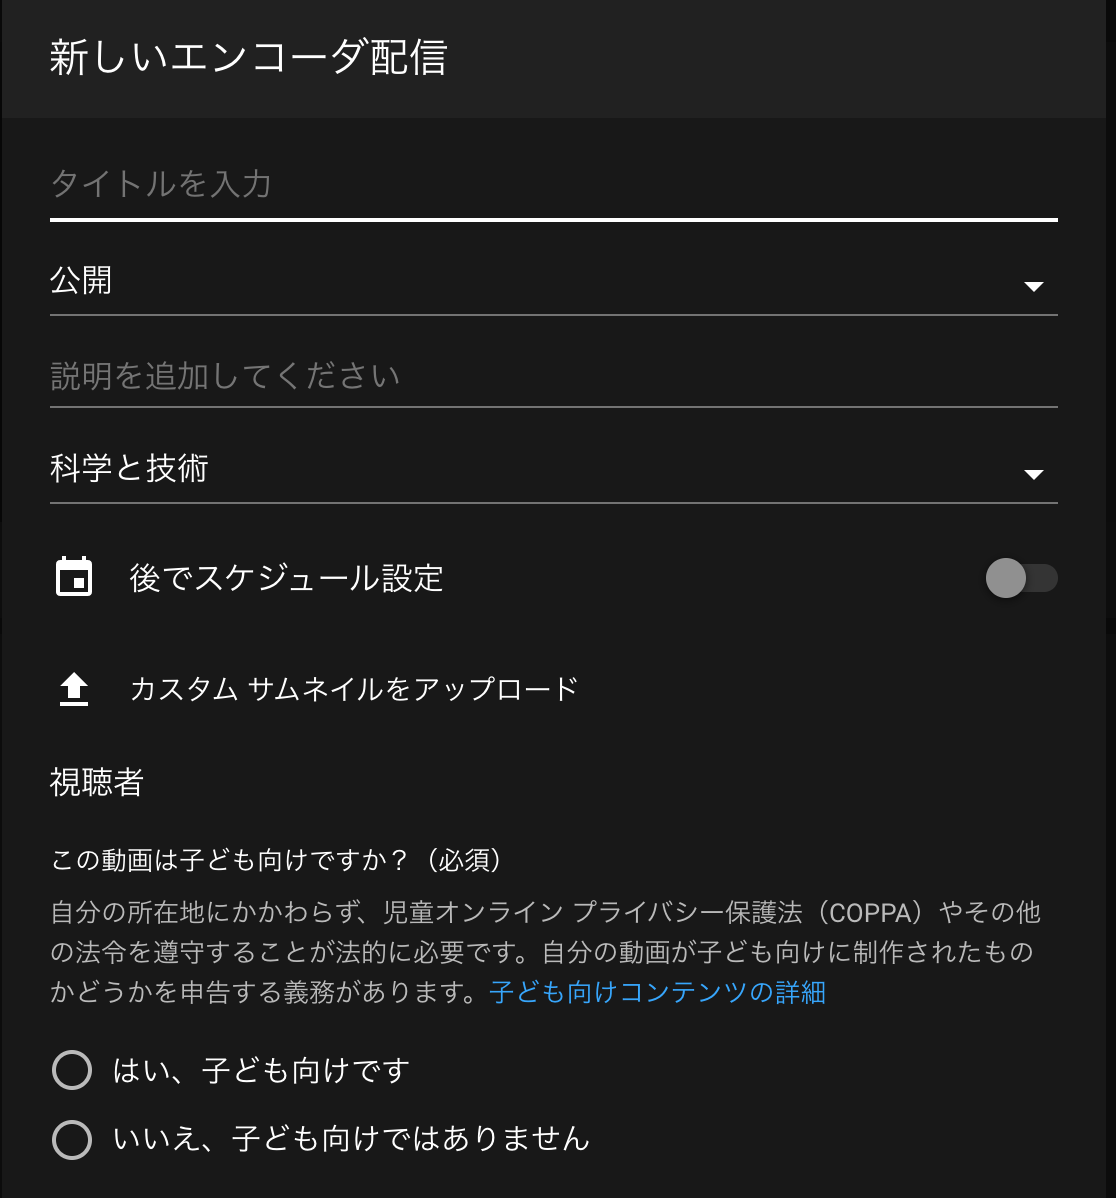 新しいエンコーダ配信
タイトルを入力
公開
説明を追加してください
科学と技術
後でスケジュール設定
カスタム サムネイルをアップロード
視聴者
この動画は子ども向けですか？（必須）
自分の所在地にかかわらず、児童オンライン プライバシー保護法（COPPA）やその他
の法令を遵守することが法的に必要です。自分の動画が子ども向けに制作されたもの
かどうかを申告する義務があります。子ども向けコンテンツの詳細
はい、子ども向けです
いいえ、子ども向けではありません